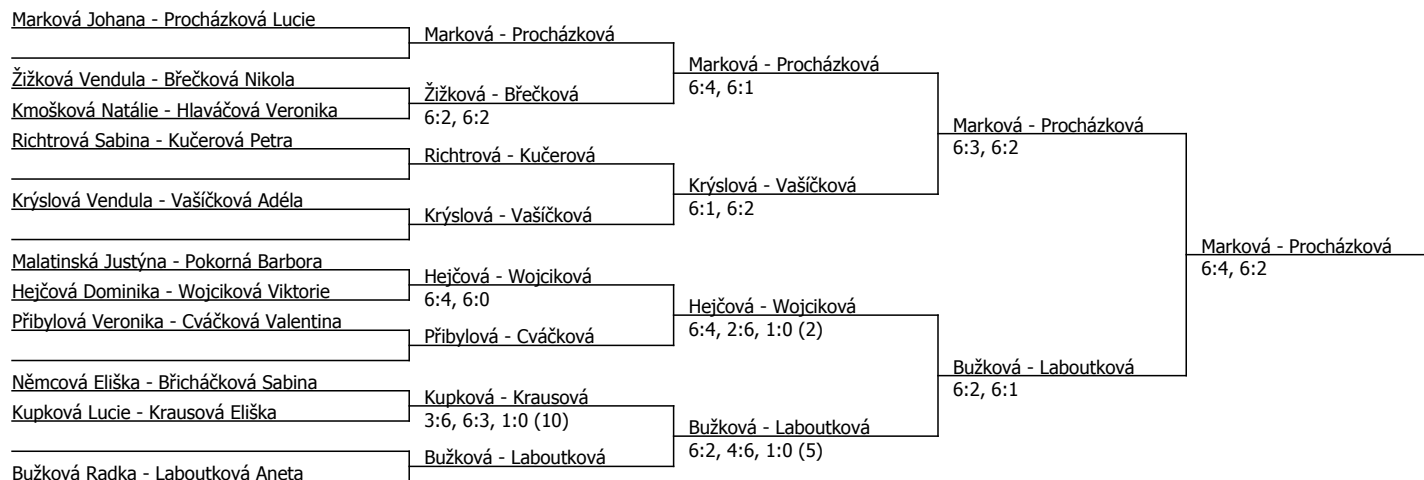 Marková Johana - Procházková Lucie
Žižková Vendula - Břečková Nikola
Kmošková Natálie - Hlaváčová Veronika
Richtrová Sabina - Kučerová Petra
Krýslová Vendula - Vašíčková Adéla
Malatinská Justýna - Pokorná Barbora
Hejčová Dominika - Wojciková Viktorie
Přibylová Veronika - Cváčková Valentina
Němcová Eliška - Břicháčková Sabina
Kupková Lucie - Krausová Eliška
Bužková Radka - Laboutková Aneta
Marková - Procházková
Žižková - Břečková
6:2, 6:2
Richtrová - Kučerová
Krýslová - Vašíčková
Hejčová - Wojciková
6:4, 6:0
Přibylová - Cváčková
Kupková - Krausová
3:6, 6:3, 1:0 (10)
Bužková - Laboutková
Marková - Procházková
6:4, 6:1
Krýslová - Vašíčková
6:1, 6:2
Hejčová - Wojciková
6:4, 2:6, 1:0 (2)
Bužková - Laboutková
6:2, 4:6, 1:0 (5)
Marková - Procházková
6:3, 6:2
Bužková - Laboutková
6:2, 6:1
Marková - Procházková
6:4, 6:2